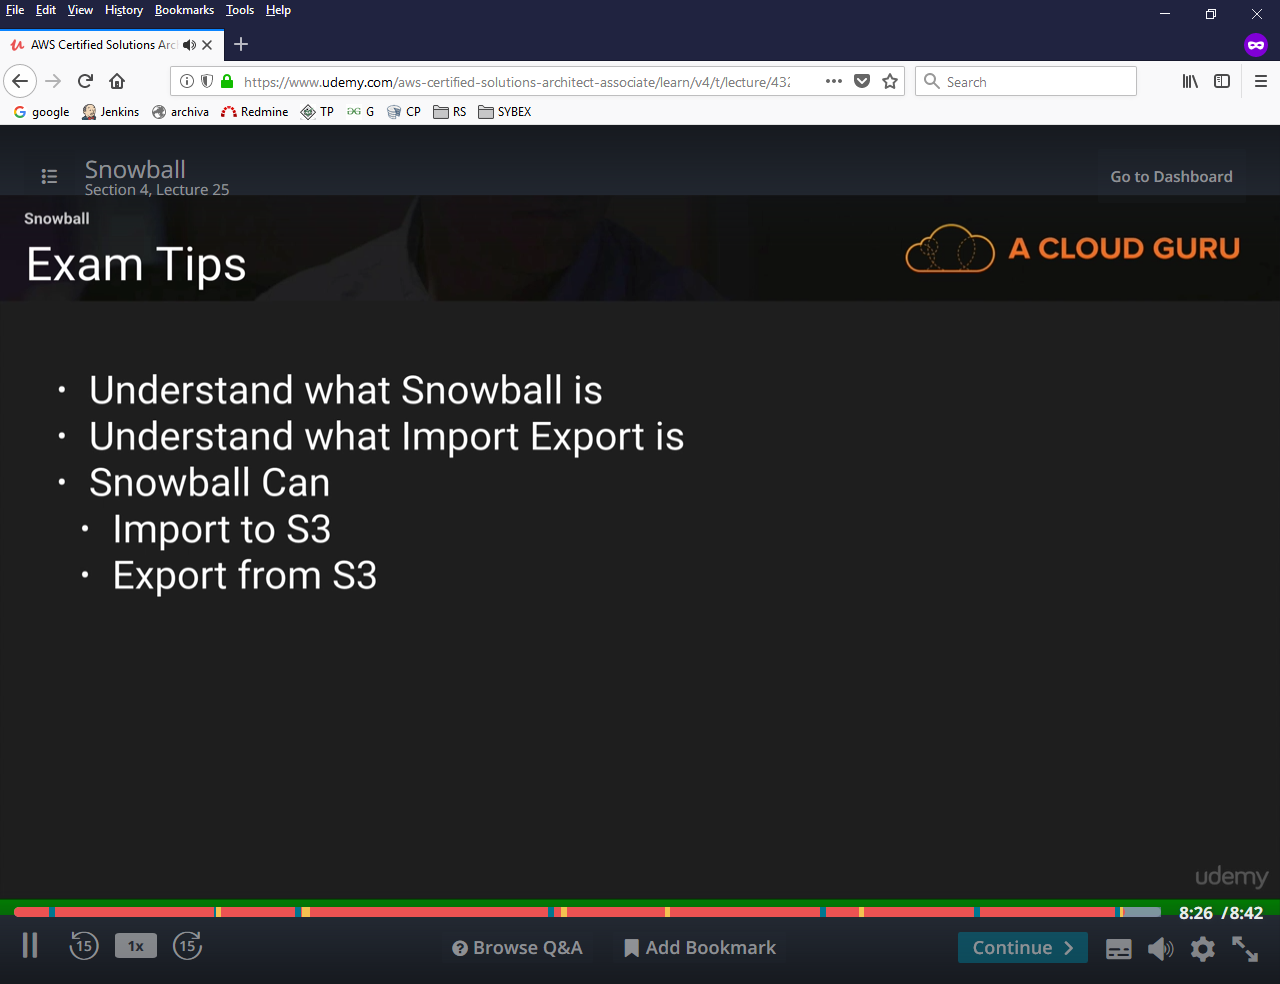 File Edit View History Bookmarks Tools Help
AWS Certified Solutions Arc
https://www.udemy.com/aws-certified-solutions-architect-associate/learn/v4/t/lecture/432
Search
google Jenkins archiva Redmine TP G CP RS SYBEX
Snowball
Section 4, Lecture 25
Go to Dashboard
Snowball
Exam Tips
A CLOUD GURU
• Understand what Snowball is
• Understand what Import Export is
• Snowball Can
• Import to S3
• Export from S3
udemy
8:26 / 8:42
15 1x 15 Browse Q&A Add Bookmark Continue